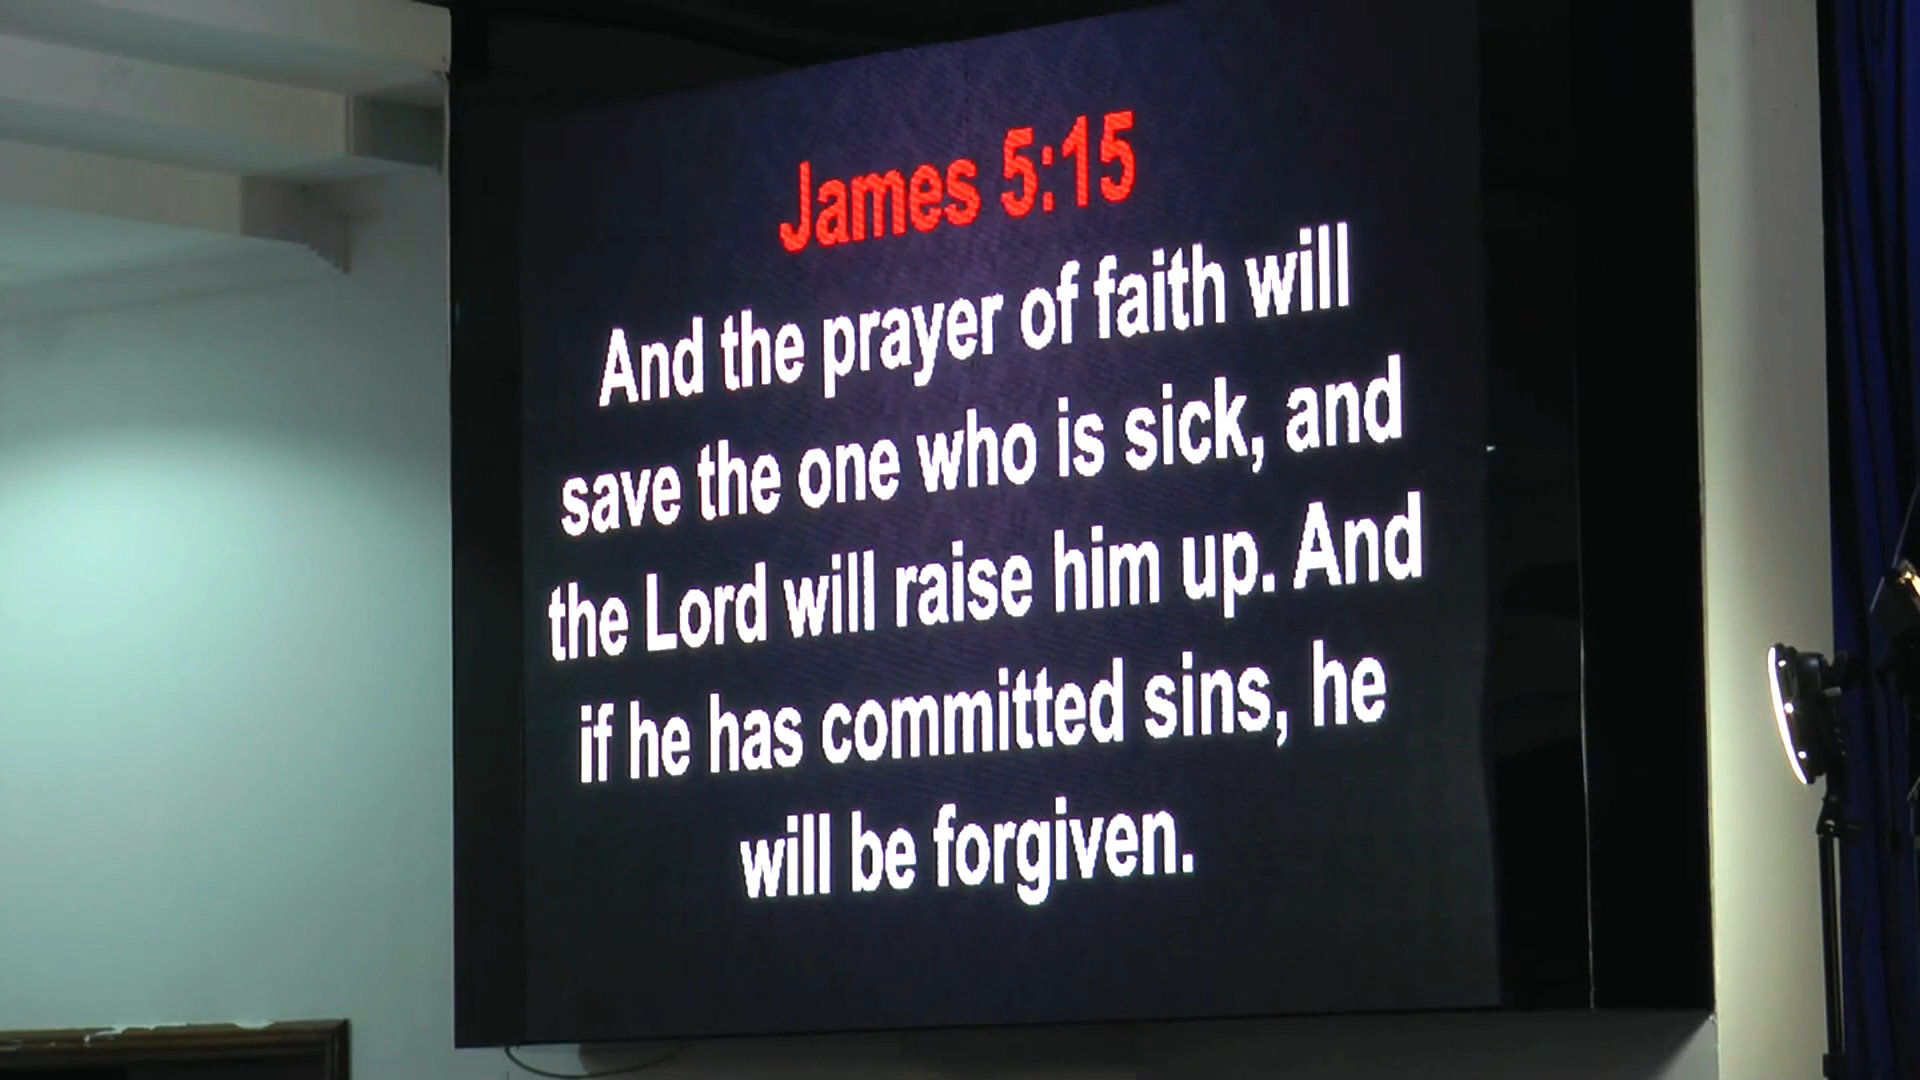 James 5:15
And the prayer of faith will
save the one who is sick, and
the Lord will raise him up. And
if he has committed sins, he
will be forgiven.